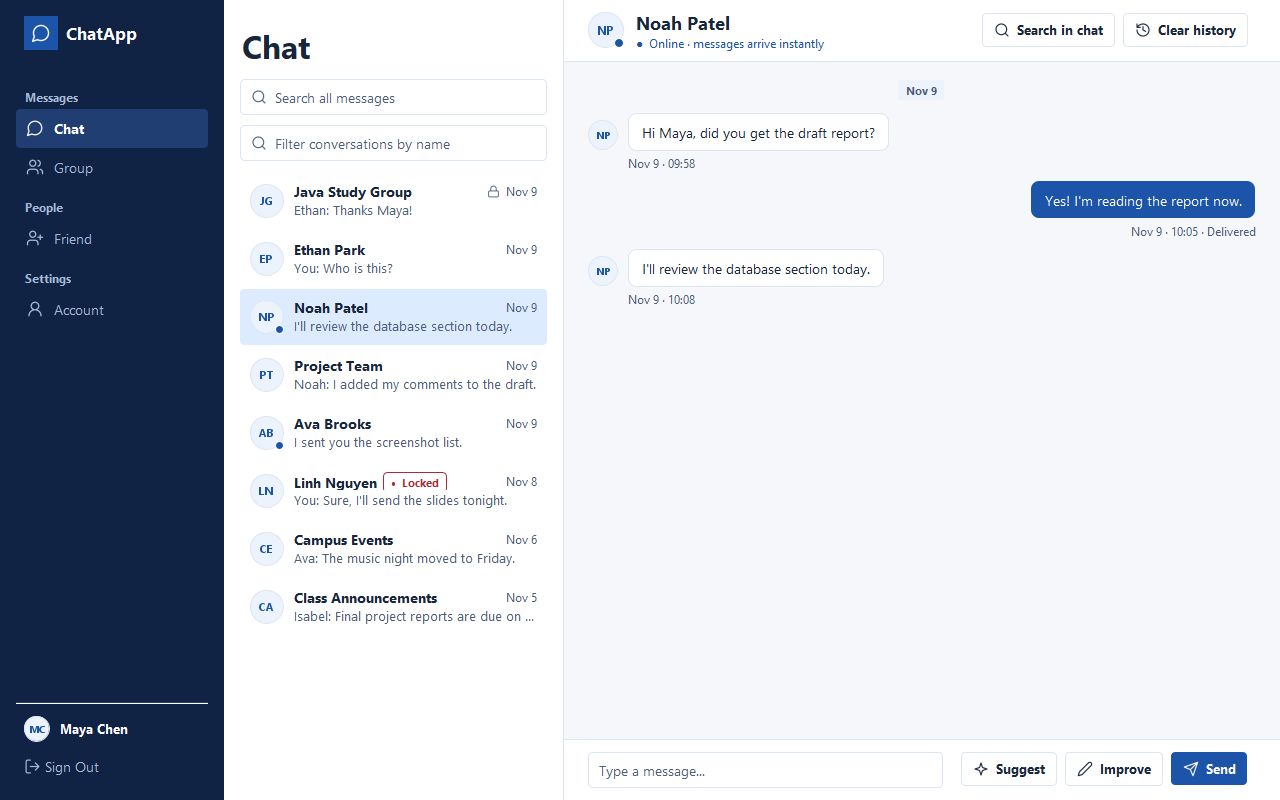 ChatApp
Messages
Chat
Group
People
Friend
Settings
Account
MC Maya Chen
Sign Out
Chat
Search all messages
Filter conversations by name
JG Java Study Group Nov 9
Ethan: Thanks Maya!
EP Ethan Park Nov 9
You: Who is this?
NP Noah Patel Nov 9
I'll review the database section today.
PT Project Team Nov 9
Noah: I added my comments to the draft.
AB Ava Brooks Nov 9
I sent you the screenshot list.
LN Linh Nguyen • Locked Nov 8
You: Sure, I'll send the slides tonight.
CE Campus Events Nov 6
Ava: The music night moved to Friday.
CA Class Announcements Nov 5
Isabel: Final project reports are due on ...
NP Noah Patel
● Online · messages arrive instantly
Search in chat
Clear history
Nov 9
NP Hi Maya, did you get the draft report?
Nov 9 · 09:58
Yes! I'm reading the report now.
Nov 9 · 10:05 · Delivered
NP I'll review the database section today.
Nov 9 · 10:08
Type a message...
Suggest
Improve
Send